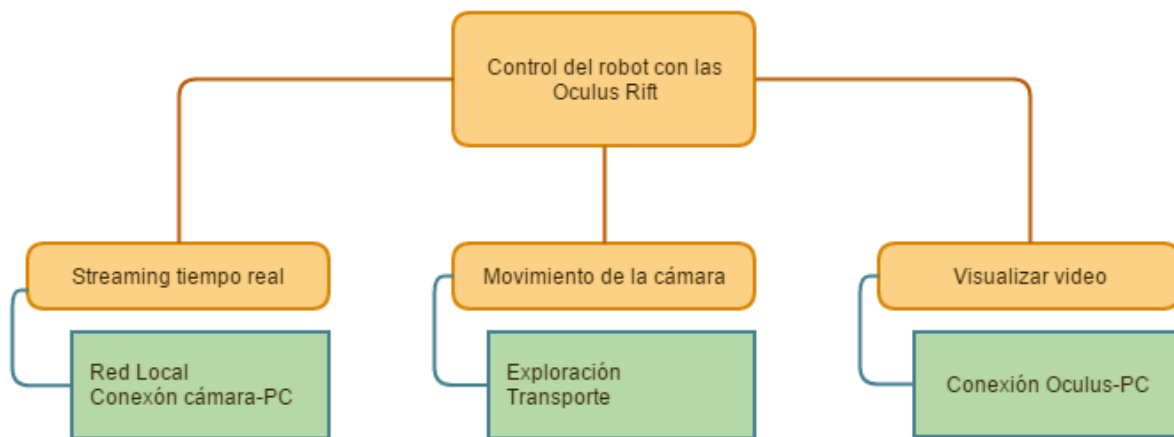 Control del robot con las
Oculus Rift
Streaming tiempo real
Movimiento de la cámara
Visualizar video
Red Local
Conexón cámara-PC
Exploración
Transporte
Conexión Oculus-PC